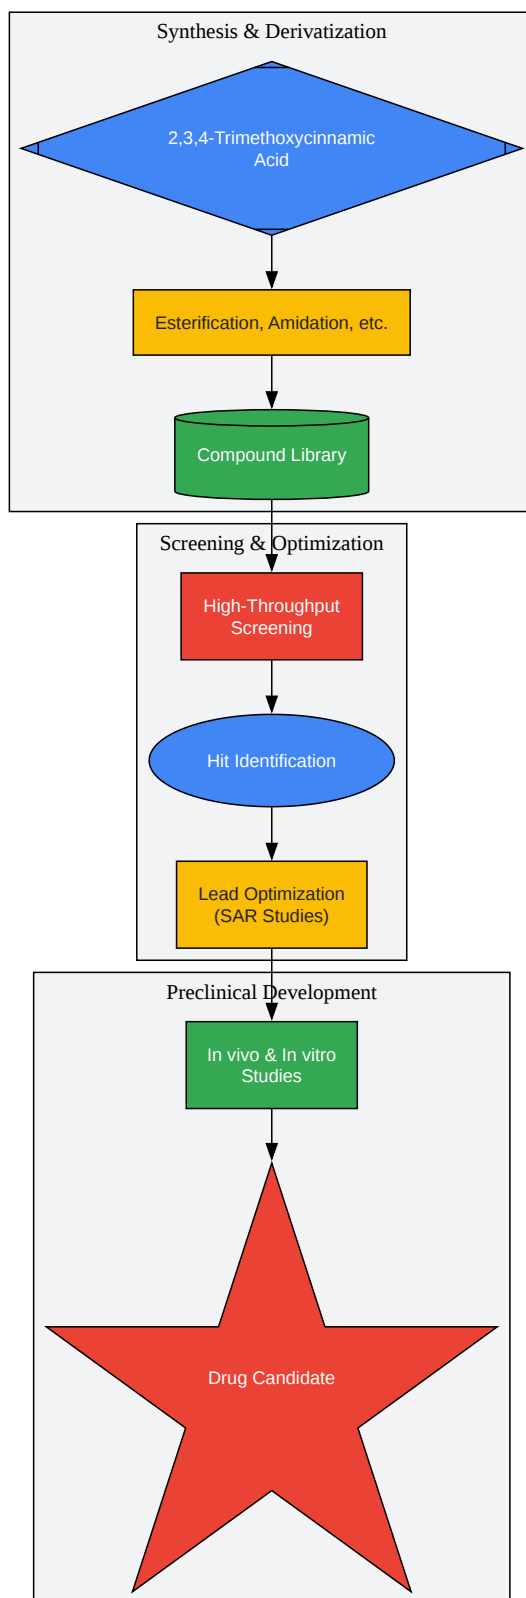 Synthesis & Derivatization
2,3,4-Trimethoxycinnamic
Acid
Esterification, Amidation, etc.
Compound Library
Screening & Optimization
High-Throughput
Screening
Hit Identification
Lead Optimization
(SAR Studies)
Preclinical Development
In vivo & In vitro
Studies
Drug Candidate